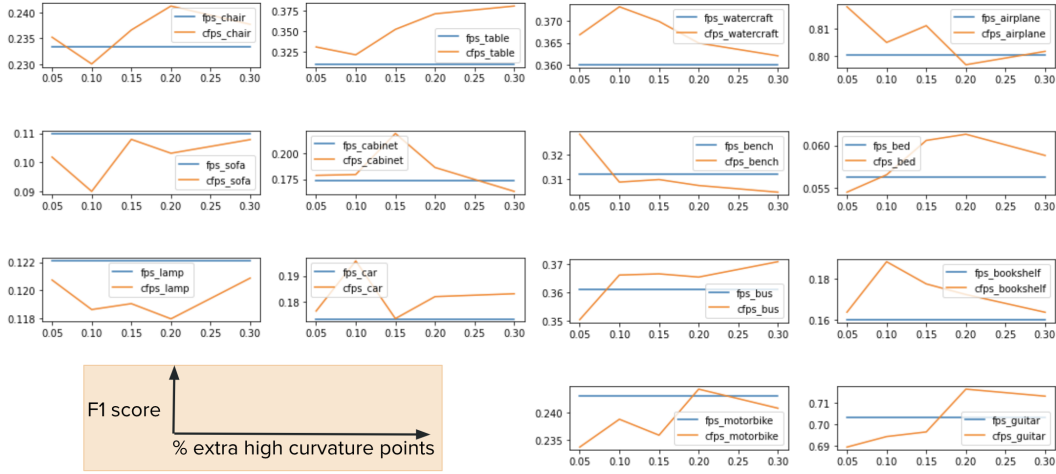 0.240
0.235
0.230
fps_chair
cfps_chair
0.05 0.10 0.15 0.20 0.25 0.30
0.375
0.350
0.325
fps_table
cfps_table
0.05 0.10 0.15 0.20 0.25 0.30
0.370
0.365
0.360
fps_watercraft
cfps_watercraft
0.05 0.10 0.15 0.20 0.25 0.30
0.81
0.80
fps_airplane
cfps_airplane
0.05 0.10 0.15 0.20 0.25 0.30
0.11
0.10
0.09
fps_sofa
cfps_sofa
0.05 0.10 0.15 0.20 0.25 0.30
0.200
0.175
fps_cabinet
cfps_cabinet
0.05 0.10 0.15 0.20 0.25 0.30
0.32
0.31
fps_bench
cfps_bench
0.05 0.10 0.15 0.20 0.25 0.30
0.060
0.055
fps_bed
cfps_bed
0.05 0.10 0.15 0.20 0.25 0.30
0.122
0.120
0.118
fps_lamp
cfps_lamp
0.05 0.10 0.15 0.20 0.25 0.30
0.19
0.18
fps_car
cfps_car
0.05 0.10 0.15 0.20 0.25 0.30
0.37
0.36
0.35
fps_bus
cfps_bus
0.05 0.10 0.15 0.20 0.25 0.30
0.18
0.16
fps_bookshelf
cfps_bookshelf
0.05 0.10 0.15 0.20 0.25 0.30
F1 score
% extra high curvature points
0.240
0.235
fps_motorbike
cfps_motorbike
0.05 0.10 0.15 0.20 0.25 0.30
0.71
0.70
0.69
fps_guitar
cfps_guitar
0.05 0.10 0.15 0.20 0.25 0.30